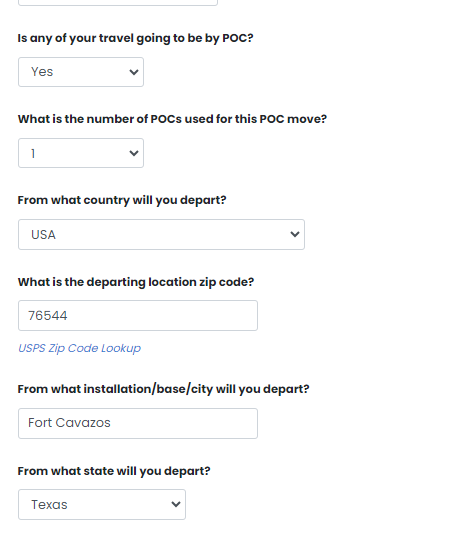 Is any of your travel going to be by POC?
Yes
What is the number of POCs used for this POC move?
1
From what country will you depart?
USA
What is the departing location zip code?
76544
USPS Zip Code Lookup
From what installation/base/city will you depart?
Fort Cavazos
From what state will you depart?
Texas